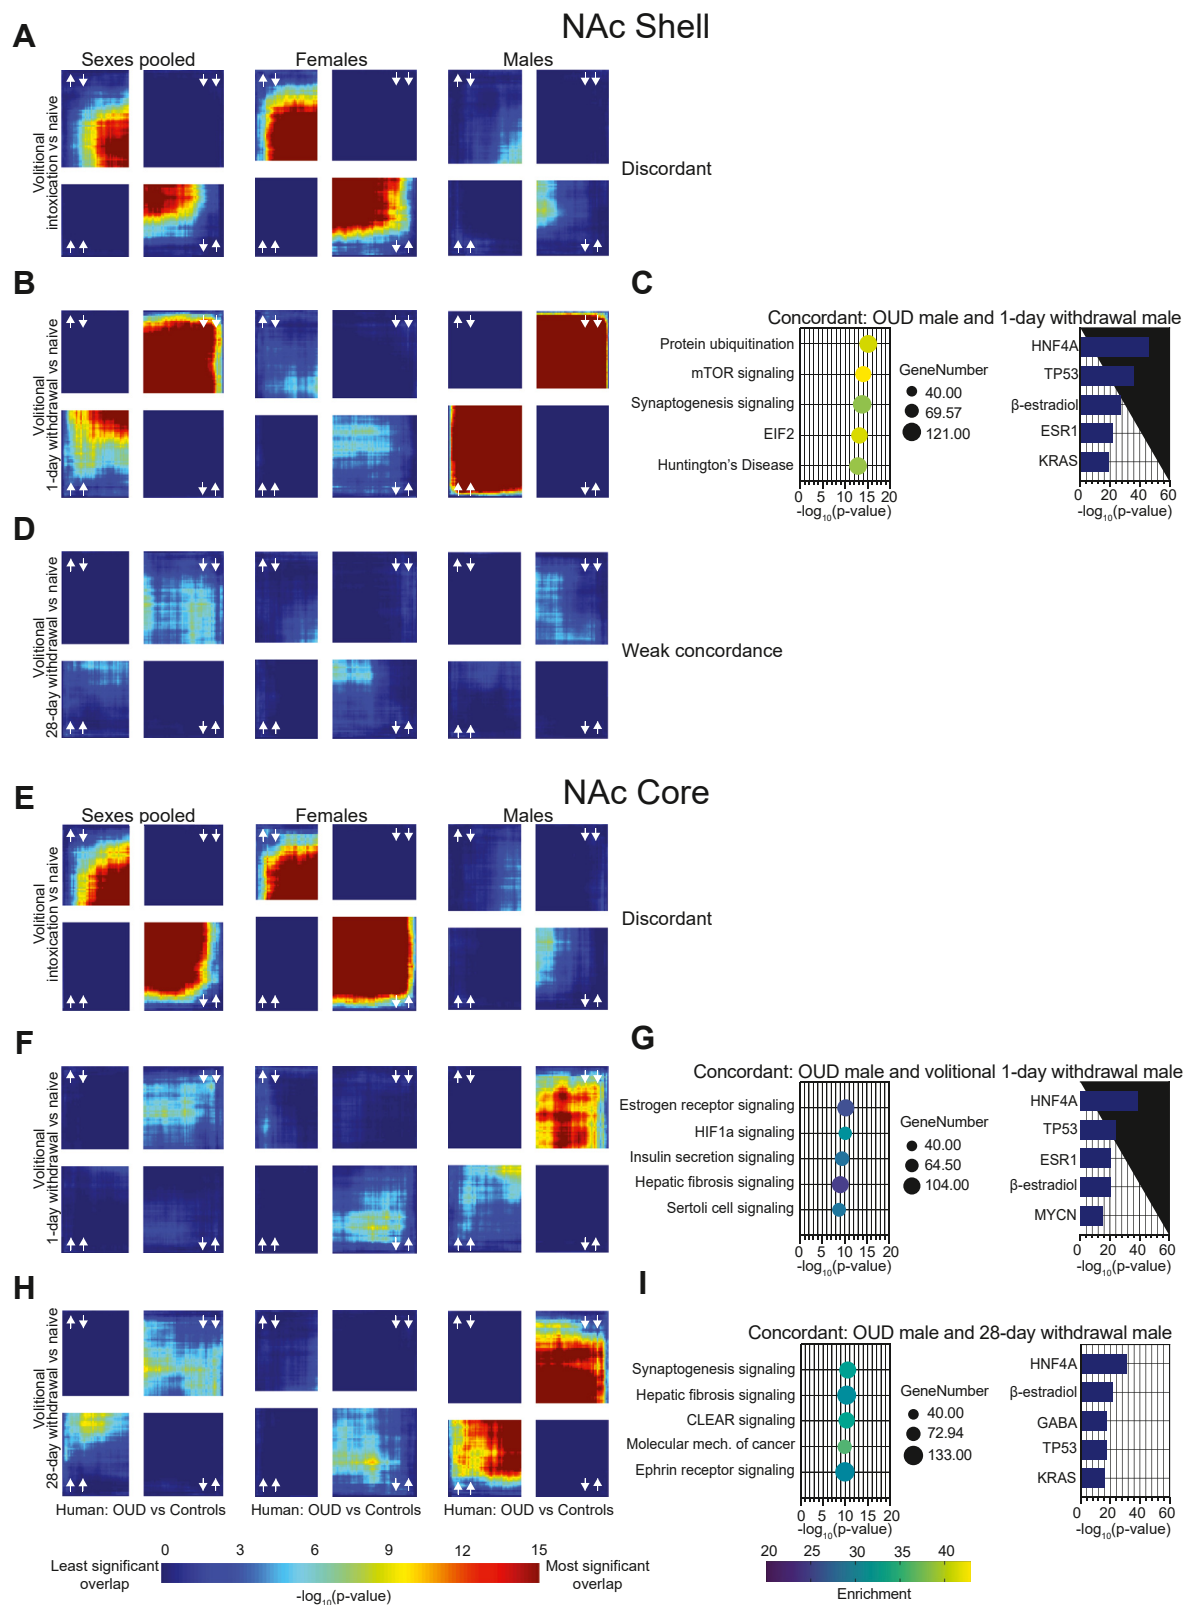 NAc Shell
A
Sexes pooled
Females
Males
Volitional
intoxication vs naive
Discordant
B
Volitional
1-day withdrawal vs naive
C
Concordant: OUD male and 1-day withdrawal male
Protein ubiquitination
mTOR signaling
Synaptogenesis signaling
EIF2
Huntington's Disease
0 5 10 15 20
-log10(p-value)
GeneNumber
40.00
69.57
121.00
HNF4A
TP53
β-estradiol
ESR1
KRAS
0 20 40 60
-log10(p-value)
D
Volitional
28-day withdrawal vs naive
Weak concordance
NAc Core
E
Sexes pooled
Females
Males
Volitional
intoxication vs naive
Discordant
F
Volitional
1-day withdrawal vs naive
G
Concordant: OUD male and volitional 1-day withdrawal male
Estrogen receptor signaling
HIF1a signaling
Insulin secretion signaling
Hepatic fibrosis signaling
Sertoli cell signaling
0 5 10 15 20
-log10(p-value)
GeneNumber
40.00
64.50
104.00
HNF4A
TP53
ESR1
β-estradiol
MYCN
0 20 40 60
-log10(p-value)
H
Volitional
28-day withdrawal vs naive
Human: OUD vs Controls
Human: OUD vs Controls
Human: OUD vs Controls
I
Concordant: OUD male and 28-day withdrawal male
Synaptogenesis signaling
Hepatic fibrosis signaling
CLEAR signaling
Molecular mech. of cancer
Ephrin receptor signaling
0 5 10 15 20
-log10(p-value)
GeneNumber
40.00
72.94
133.00
HNF4A
β-estradiol
GABA
TP53
KRAS
0 20 40 60
-log10(p-value)
Least significant
overlap
0 3 6 9 12 15
-log10(p-value)
Most significant
overlap
20 25 30 35 40
Enrichment